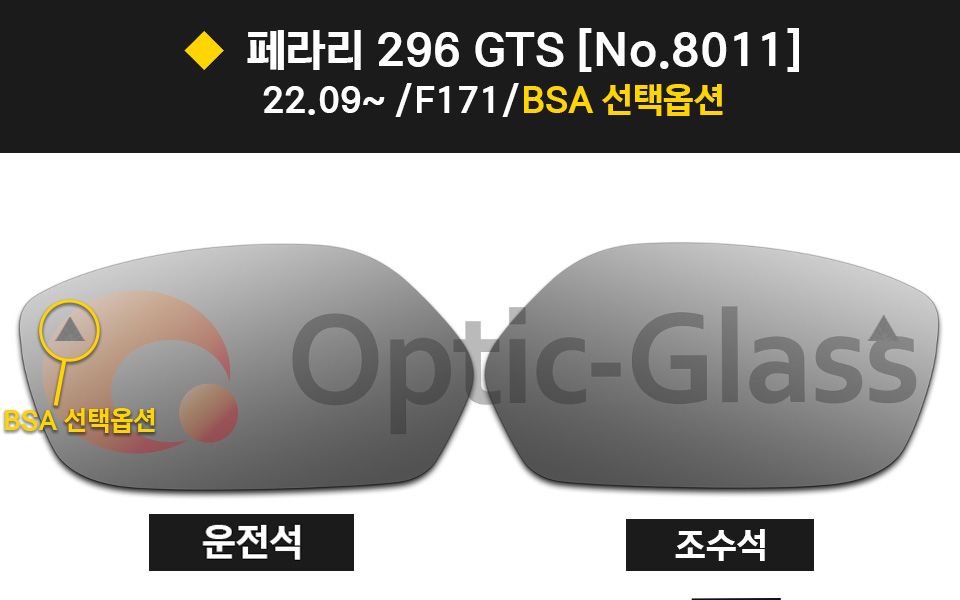 ◆ 페라리 296 GTS [No.8011]
22.09~ /F171/BSA 선택옵션
Optic-Glass
BSA 선택옵션
운전석
조수석